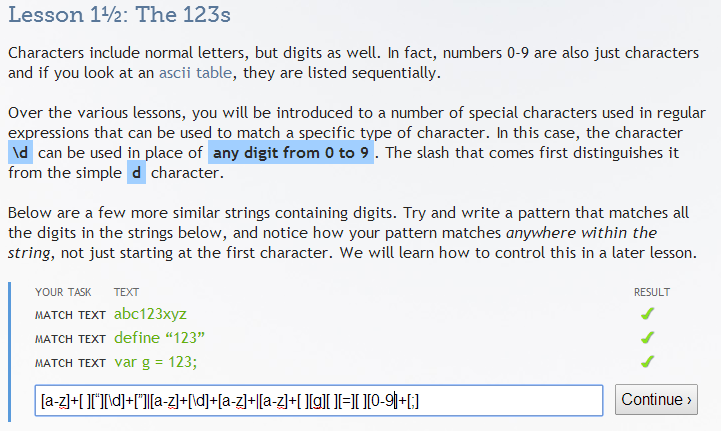 Lesson 1½: The 123s
Characters include normal letters, but digits as well. In fact, numbers 0-9 are also just characters
and if you look at an ascii table, they are listed sequentially.
Over the various lessons, you will be introduced to a number of special characters used in regular
expressions that can be used to match a specific type of character. In this case, the character
\d can be used in place of any digit from 0 to 9. The slash that comes first distinguishes it
from the simple d character.
Below are a few more similar strings containing digits. Try and write a pattern that matches all
the digits in the strings below, and notice how your pattern matches anywhere within the
string, not just starting at the first character. We will learn how to control this in a later lesson.
YOUR TASK TEXT RESULT
MATCH TEXT abc123xyz ✓
MATCH TEXT define “123” ✓
MATCH TEXT var g = 123; ✓
[a-z]+[ ][“][\d]+[”]|[a-z]+[\d]+[a-z]+|[a-z]+[ ][g][ ][=][ ][0-9]+[;] Continue ›